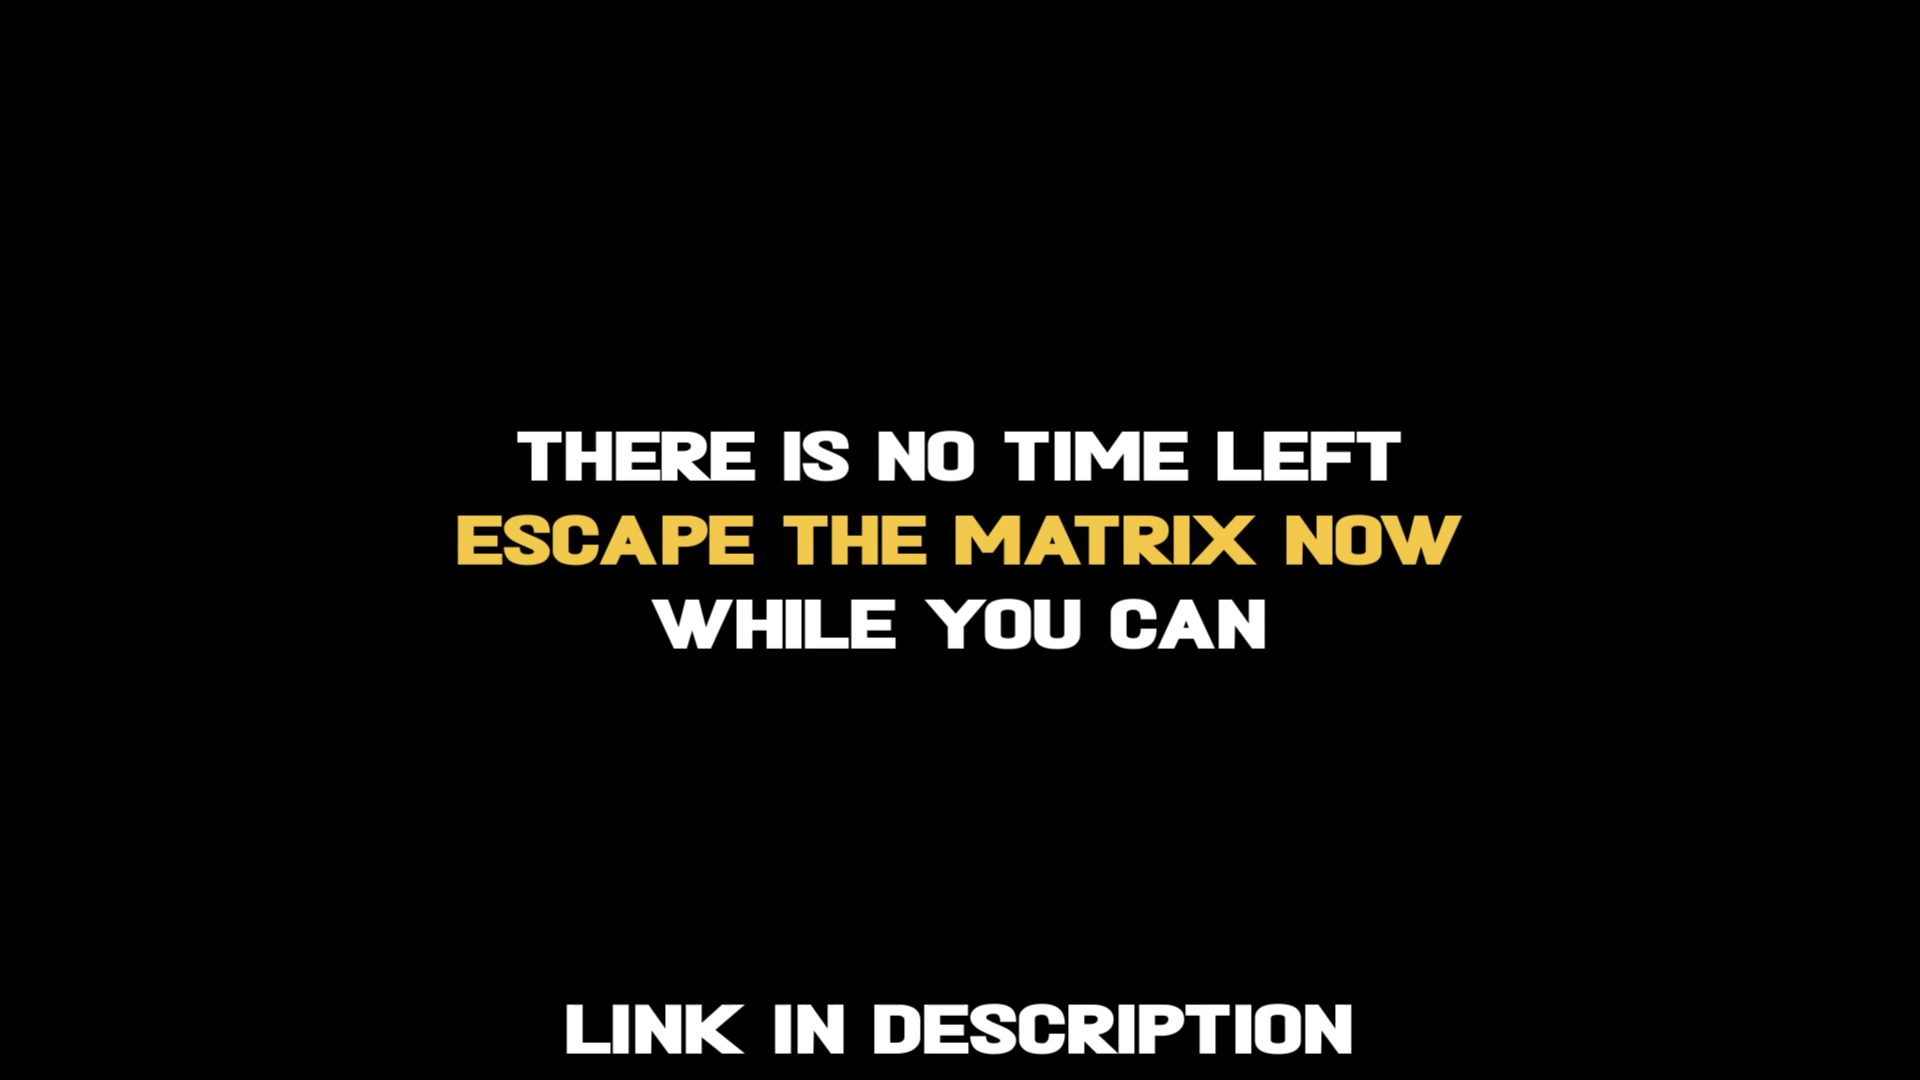 THERE IS NO TIME LEFT
ESCAPE THE MATRIX NOW
WHILE YOU CAN
LINK IN DESCRIPTION